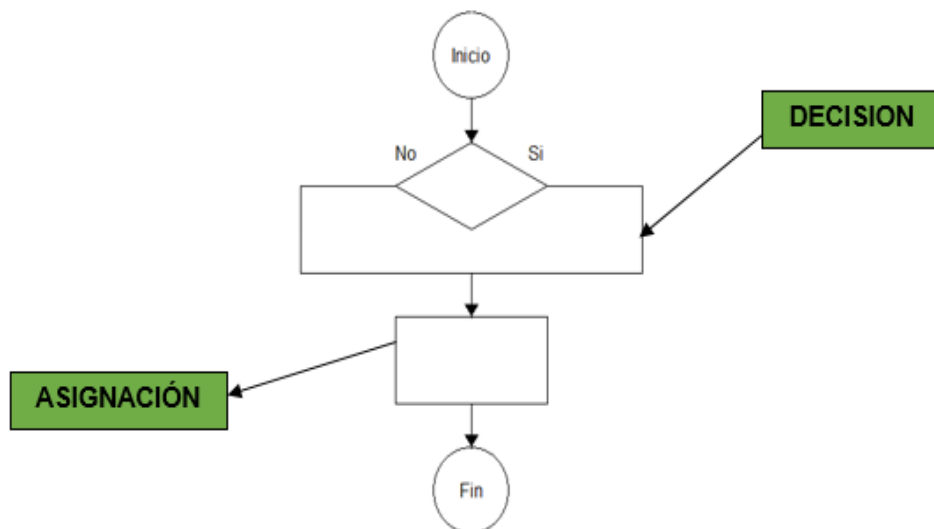 Inicio
DECISION
No
Si
ASIGNACIÓN
Fin